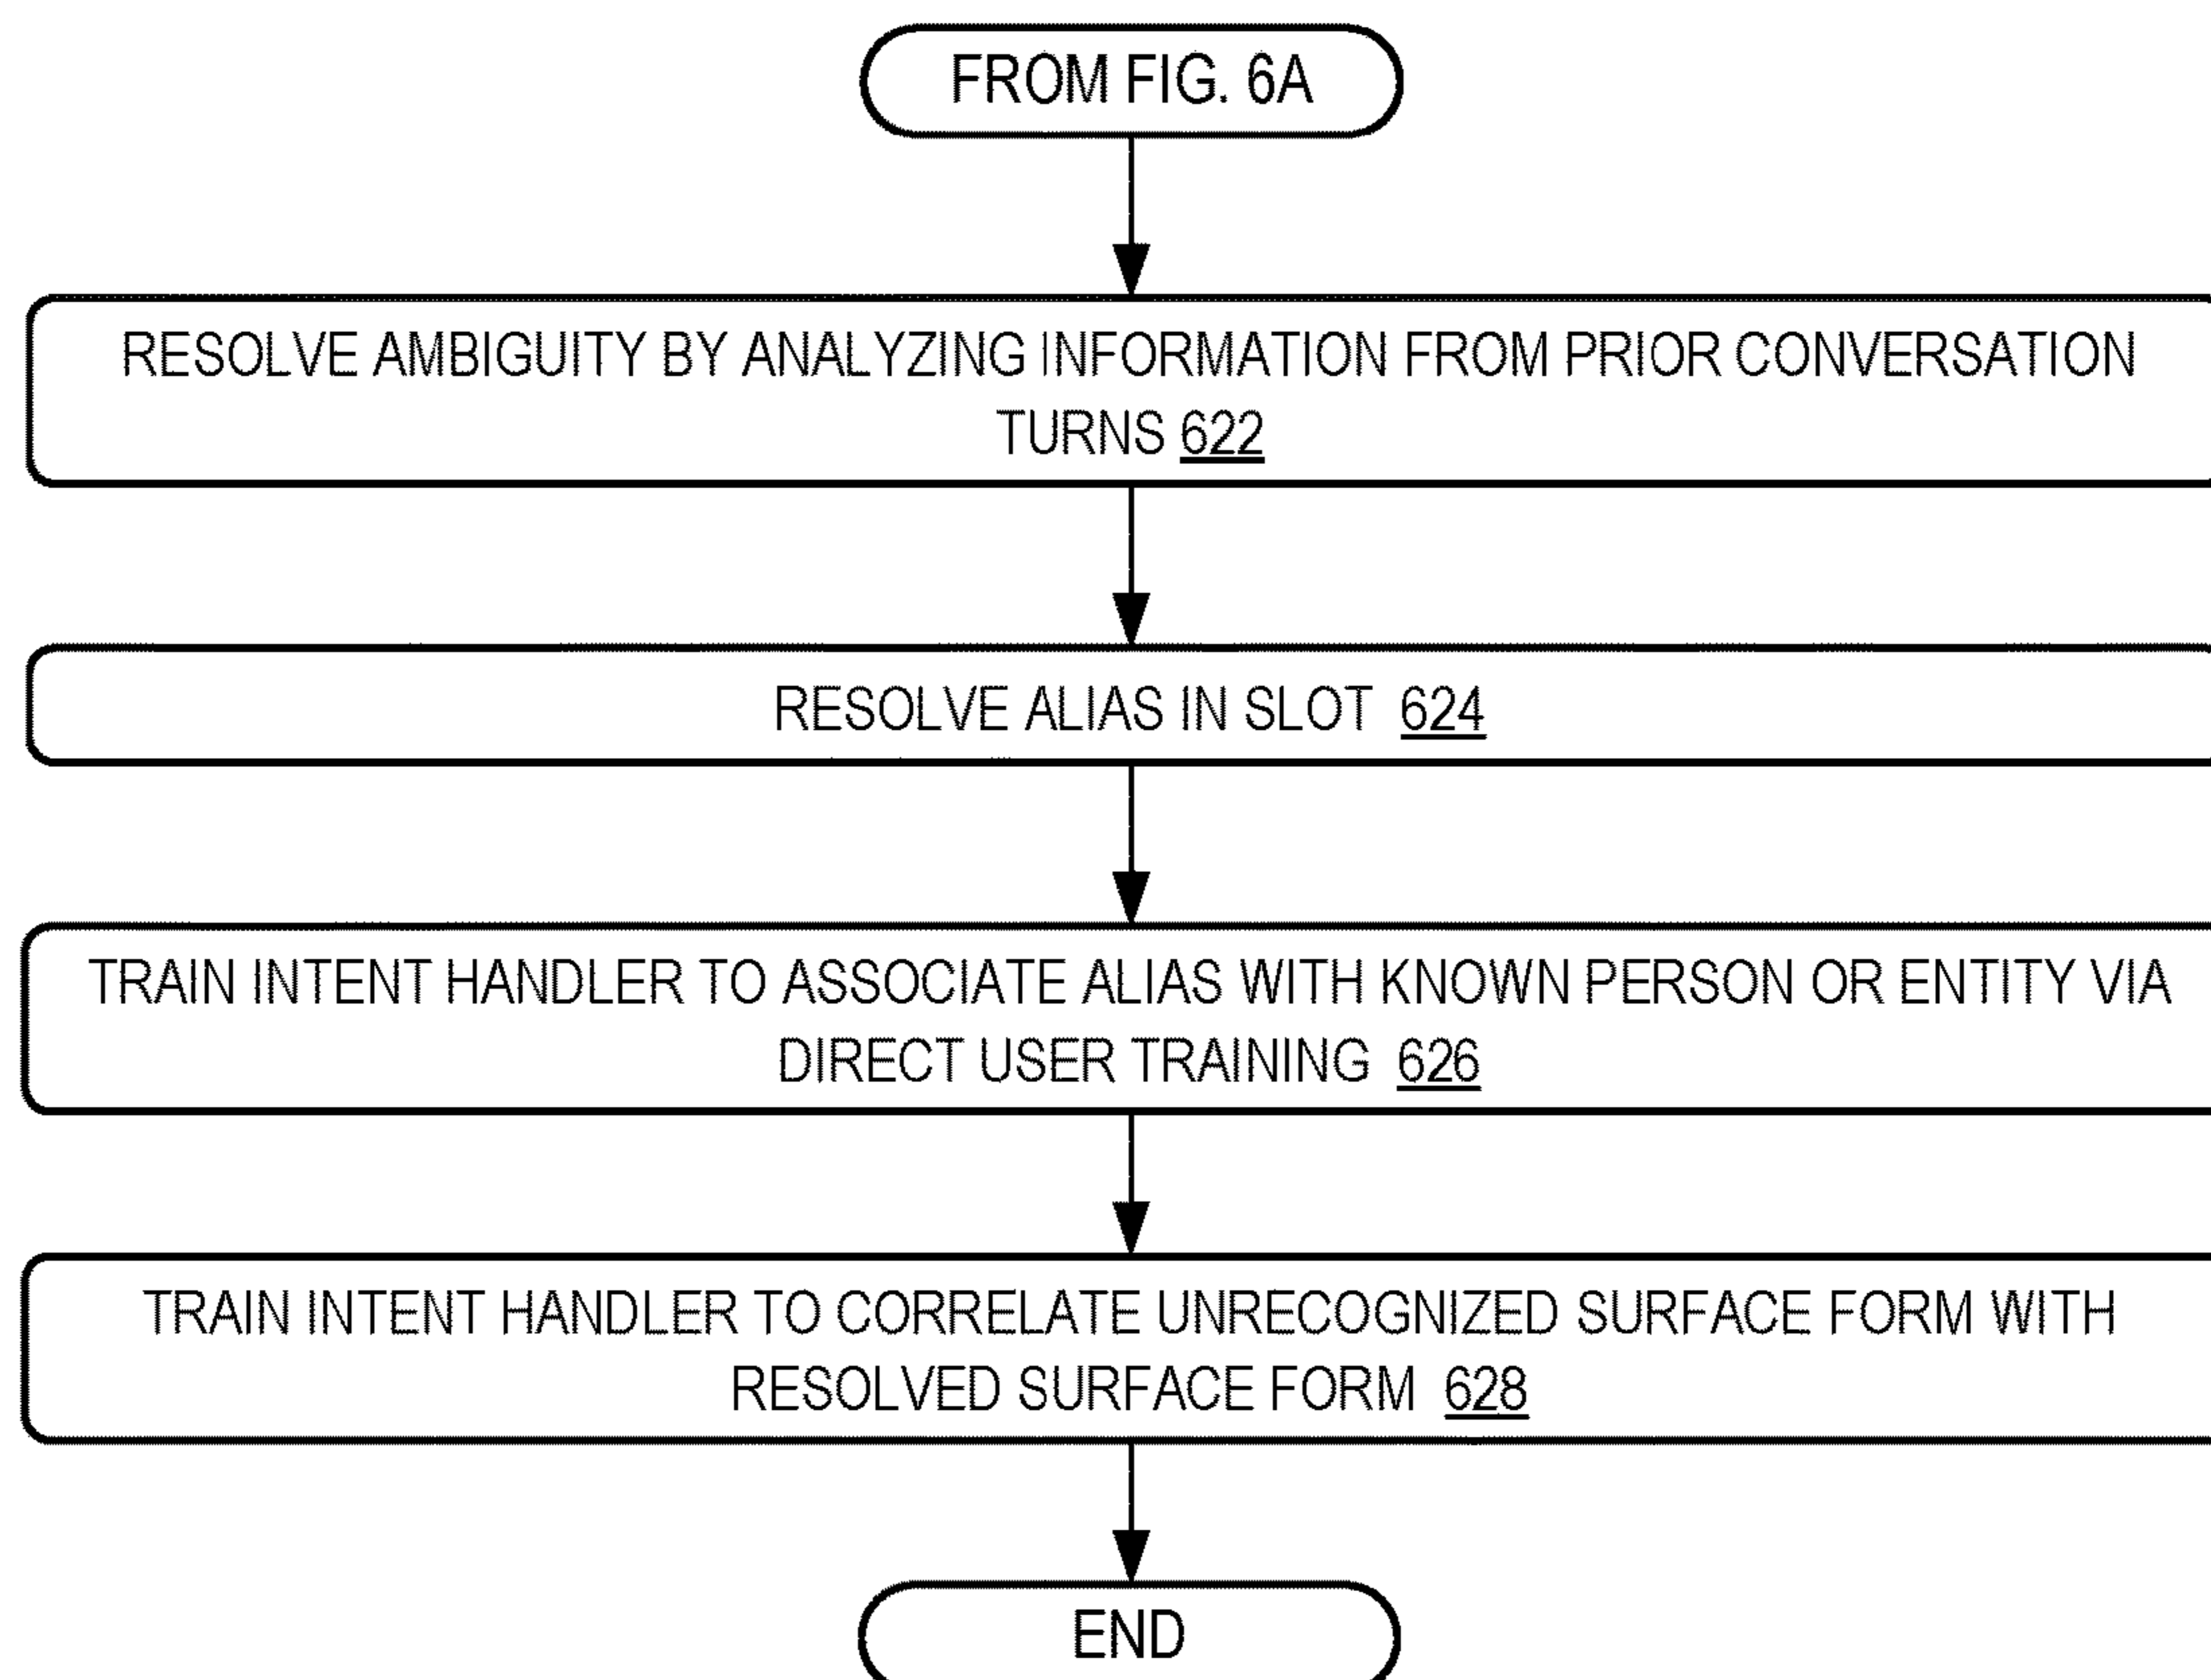 FROM FIG. 6A
RESOLVE AMBIGUITY BY ANALYZING INFORMATION FROM PRIOR CONVERSATION
TURNS 622
RESOLVE ALIAS IN SLOT 624
TRAIN INTENT HANDLER TO ASSOCIATE ALIAS WITH KNOWN PERSON OR ENTITY VIA
DIRECT USER TRAINING 626
TRAIN INTENT HANDLER TO CORRELATE UNRECOGNIZED SURFACE FORM WITH
RESOLVED SURFACE FORM 628
END